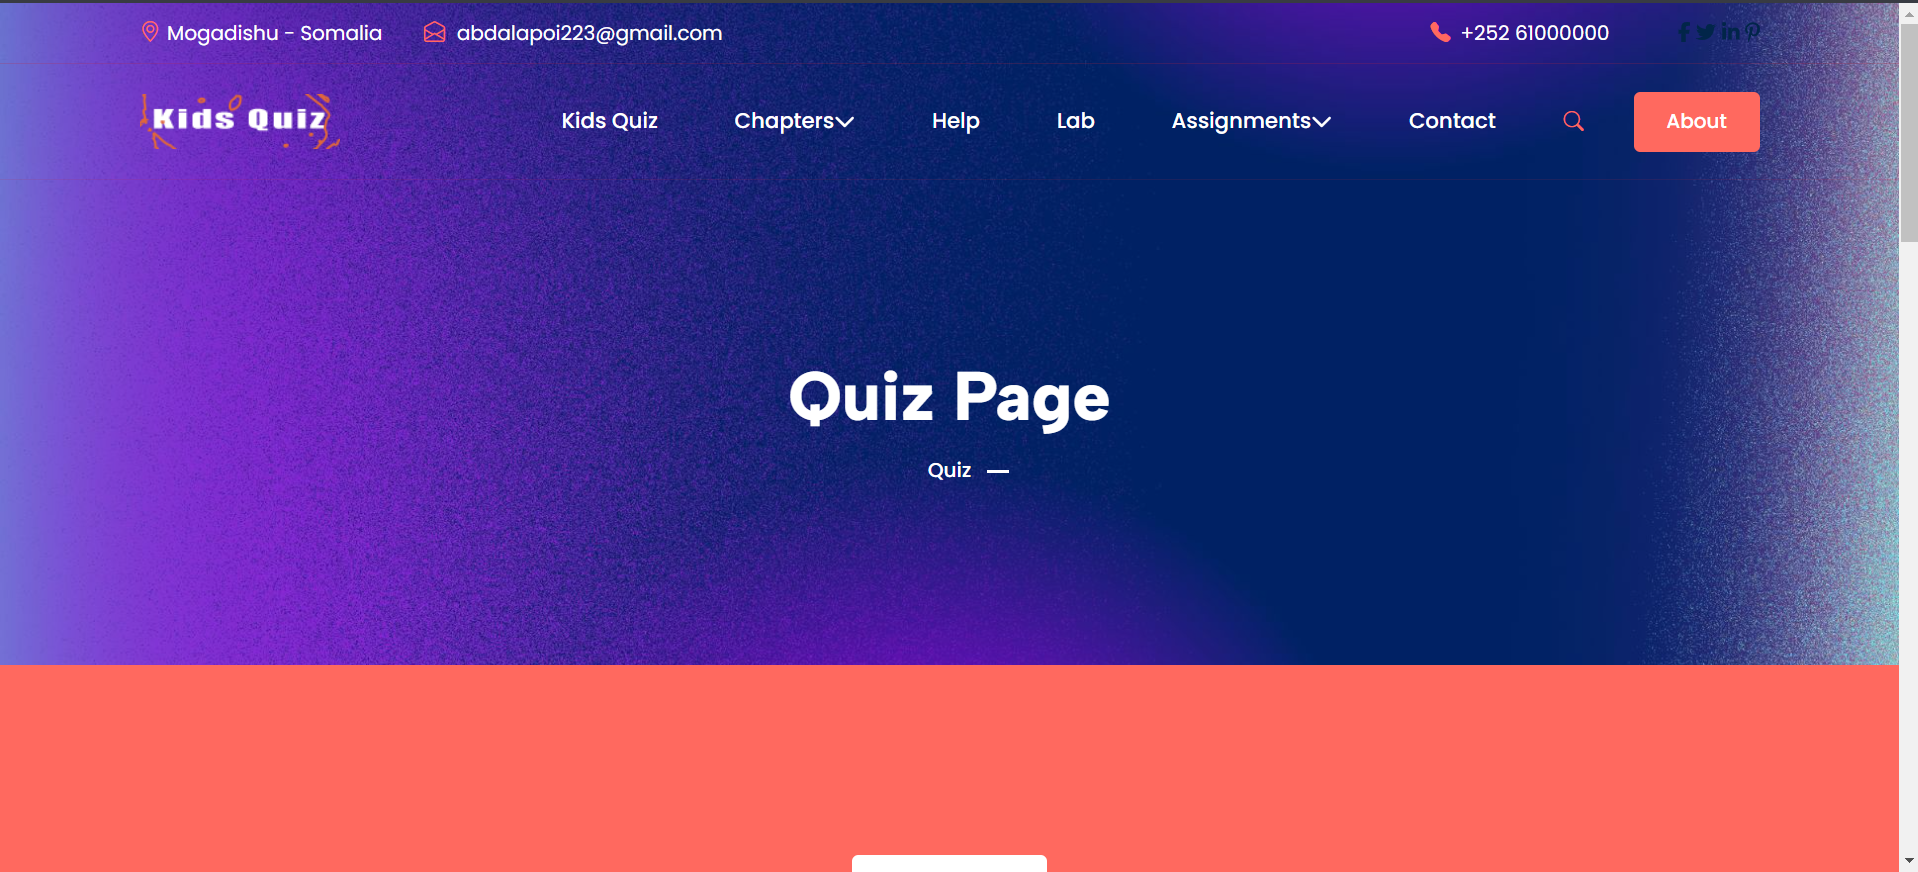 Mogadishu - Somalia abdalapoi223@gmail.com +252 61000000
Kids Quiz Kids Quiz Chapters Help Lab Assignments Contact About
Quiz Page
Quiz